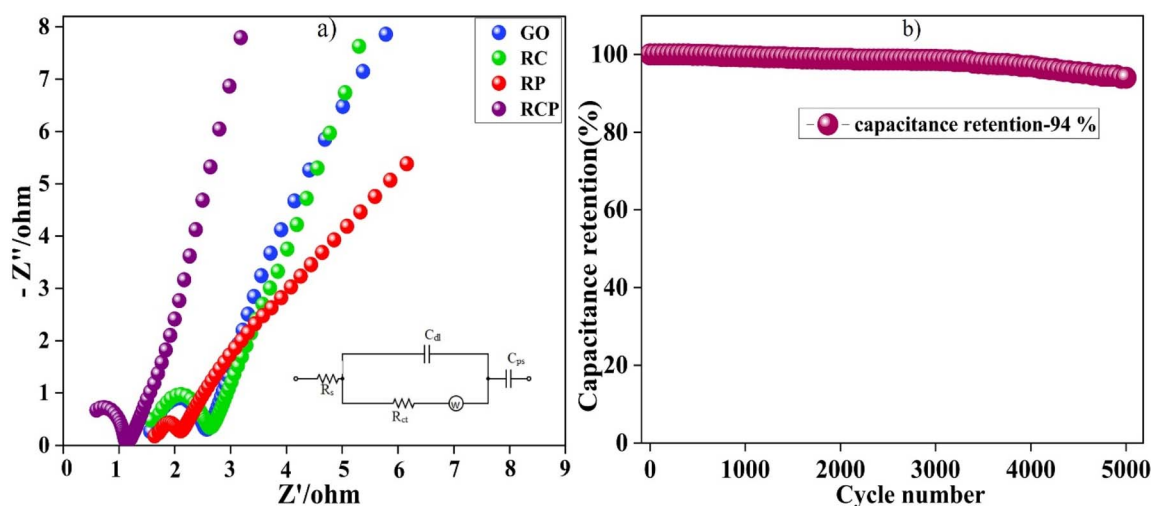 a)
GO
RC
RP
RCP
8
7
6
5
4
3
2
1
0
- Z''/ohm
0 1 2 3 4 5 6 7 8 9
Z'/ohm
C_dl
C_ps
R_s
R_ct
W
b)
capacitance retention-94 %
100
80
60
40
20
0
Capacitance retention(%)
0 1000 2000 3000 4000 5000
Cycle number